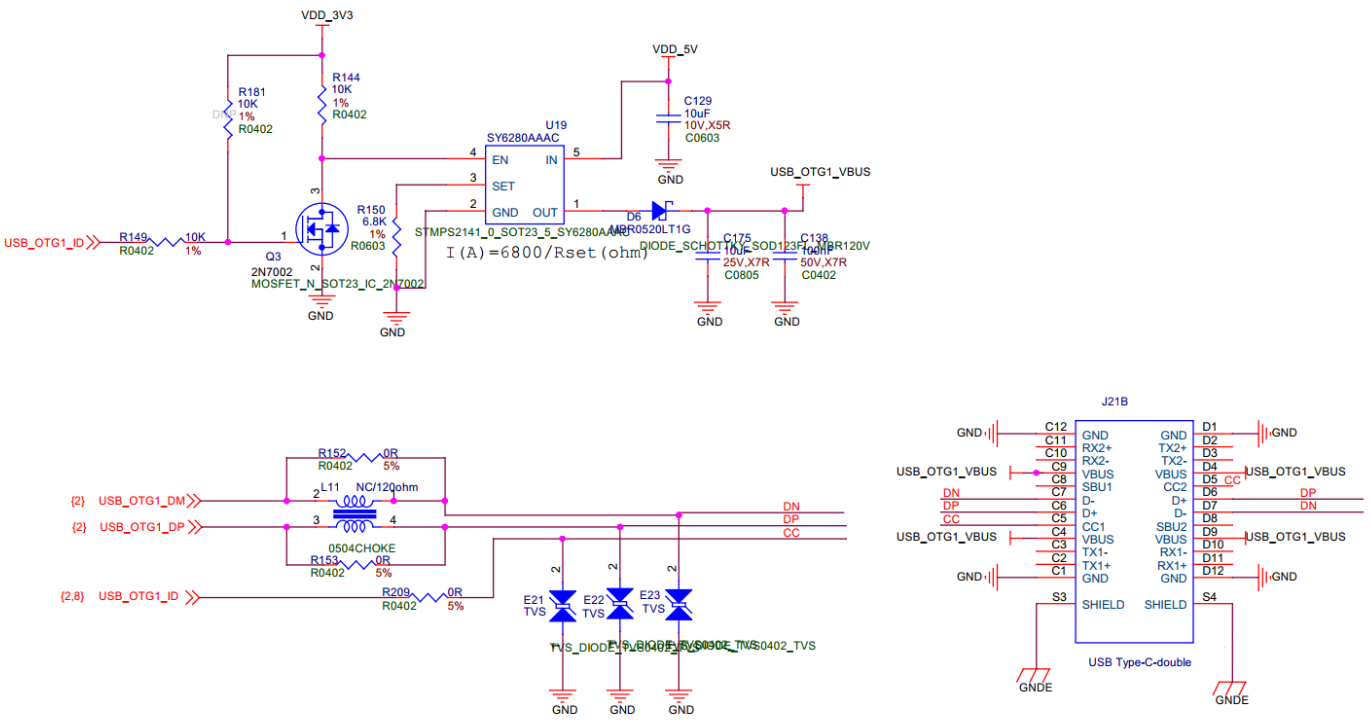 VDD_3V3
R181
10K
DNP
1%
R0402
R144
10K
1%
R0402
VDD_5V
C129
10uF
10V,X5R
C0603
GND
U19
SY6280AAAC
4 EN IN 5
3 SET
2 GND OUT 1
STMPS2141_0_SOT23_5_SY6280AAAC
I(A)=6800/Rset(ohm)
R150
6.8K
1%
R0603
GND
USB_OTG1_ID
R149 10K
R0402 1%
1
3
2
Q3
2N7002
MOSFET_N_SOT23_IC_2N7002
GND
D6
MBR0520LT1G
DIODE_SCHOTTKY_SOD123FL_MBR120V
USB_OTG1_VBUS
C175
10uF
25V,X7R
C0805
GND
C138
100nF
50V,X7R
C0402
GND
R152 0R
R0402 5%
{2} USB_OTG1_DM
2 L11 NC/120ohm 1
{2} USB_OTG1_DP
3 4
0504CHOKE
R153 0R
R0402 5%
{2,8} USB_OTG1_ID
R209 0R
R0402 5%
DN
DP
CC
2
2
2
E21
TVS
E22
TVS
E23
TVS
TVS_DIODE_TVS0402_TVS
TVS_DIODE_TVS0402_TVS
TVS_DIODE_TVS0402_TVS
GND
GND
GND
J21B
GND C12 GND GND D1 GND
C11 RX2+ TX2+ D2
C10 RX2- TX2- D3
USB_OTG1_VBUS C9 VBUS VBUS D4 USB_OTG1_VBUS
C8 SBU1 CC2 D5 CC
DN C7 D- D+ D6 DP
DP C6 D+ D- D7 DN
CC C5 CC1 SBU2 D8
USB_OTG1_VBUS C4 VBUS VBUS D9 USB_OTG1_VBUS
C3 TX1- RX1- D10
C2 TX1+ RX1+ D11
GND C1 GND GND D12 GND
S3 SHIELD SHIELD S4
USB Type-C-double
GNDE
GNDE